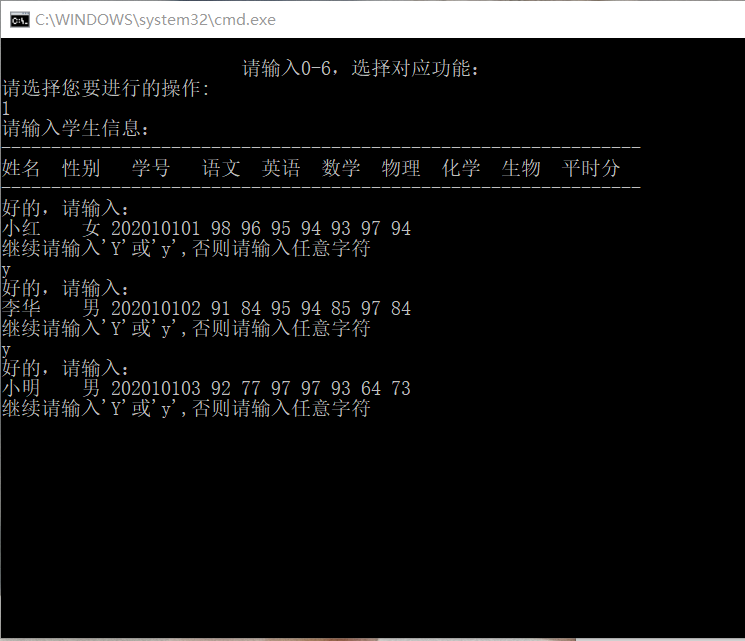 C:\WINDOWS\system32\cmd.exe
请输入0-6，选择对应功能：
请选择您要进行的操作:
1
请输入学生信息：
----------------------------------------------------------------
姓名 性别 学号 语文 英语 数学 物理 化学 生物 平时分
----------------------------------------------------------------
好的，请输入：
小红 女 202010101 98 96 95 94 93 97 94
继续请输入'Y'或'y',否则请输入任意字符
y
好的，请输入：
李华 男 202010102 91 84 95 94 85 97 84
继续请输入'Y'或'y',否则请输入任意字符
y
好的，请输入：
小明 男 202010103 92 77 97 97 93 64 73
继续请输入'Y'或'y',否则请输入任意字符